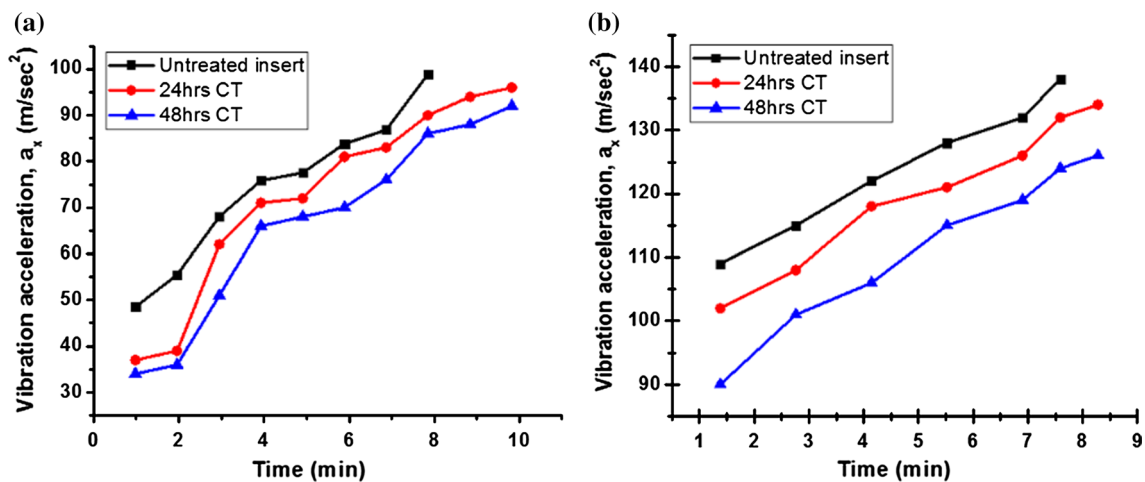 (a)
Vibration acceleration, aₓ (m/sec²)
100
90
80
70
60
50
40
30
Untreated insert
24hrs CT
48hrs CT
0 2 4 6 8 10
Time (min)
(b)
Vibration acceleration, aₓ (m/sec²)
140
130
120
110
100
90
Untreated insert
24hrs CT
48hrs CT
1 2 3 4 5 6 7 8 9
Time (min)